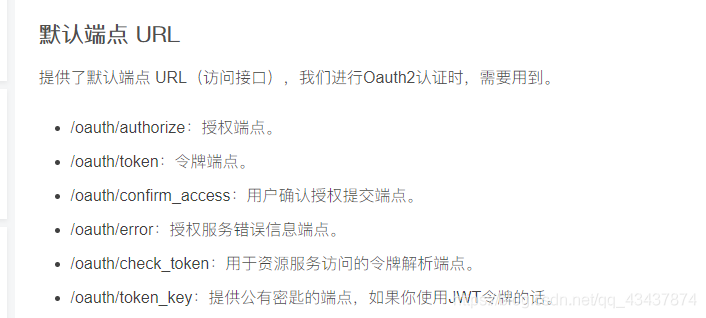 默认端点 URL
提供了默认端点 URL（访问接口），我们进行Oauth2认证时，需要用到。
/oauth/authorize：授权端点。
/oauth/token：令牌端点。
/oauth/confirm_access：用户确认授权提交端点。
/oauth/error：授权服务错误信息端点。
/oauth/check_token：用于资源服务访问的令牌解析端点。
/oauth/token_key：提供公有密匙的端点，如果你使用JWT令牌的话。
https://blog.csdn.net/qq_43437874